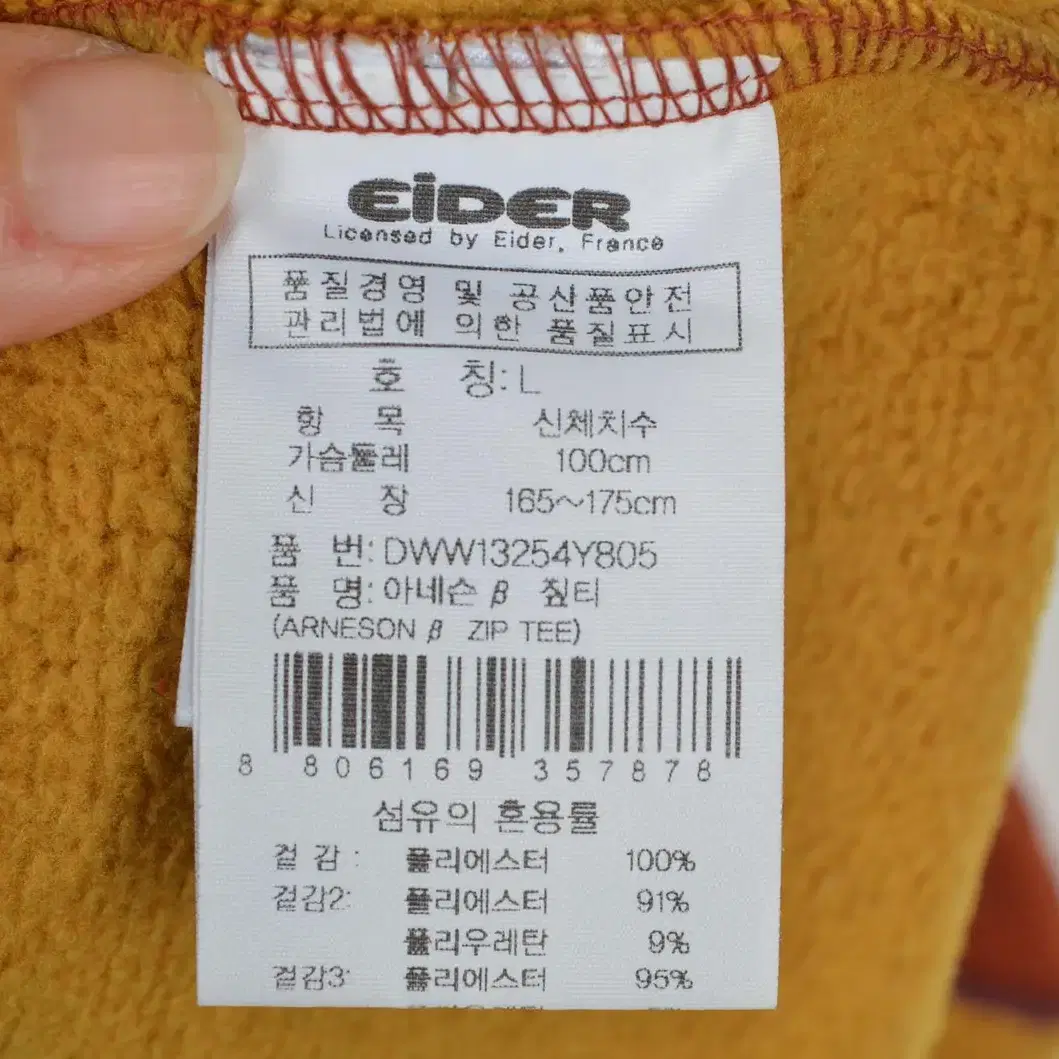 EiDER
Licensed by Eider, France
품질경영 및 공산품안전
관리법에 의한 품질표시
호 칭: L
항 목 신체치수
가슴둘레 100cm
신 장 165~175cm
품 번: DWW13254Y805
품 명: 아네슨 β 짚티
(ARNESON β ZIP TEE)
8 806169 357878
섬유의 혼용률
겉감: 폴리에스터 100%
겉감2: 폴리에스터 91%
폴리우레탄 9%
겉감3: 폴리에스터 95%